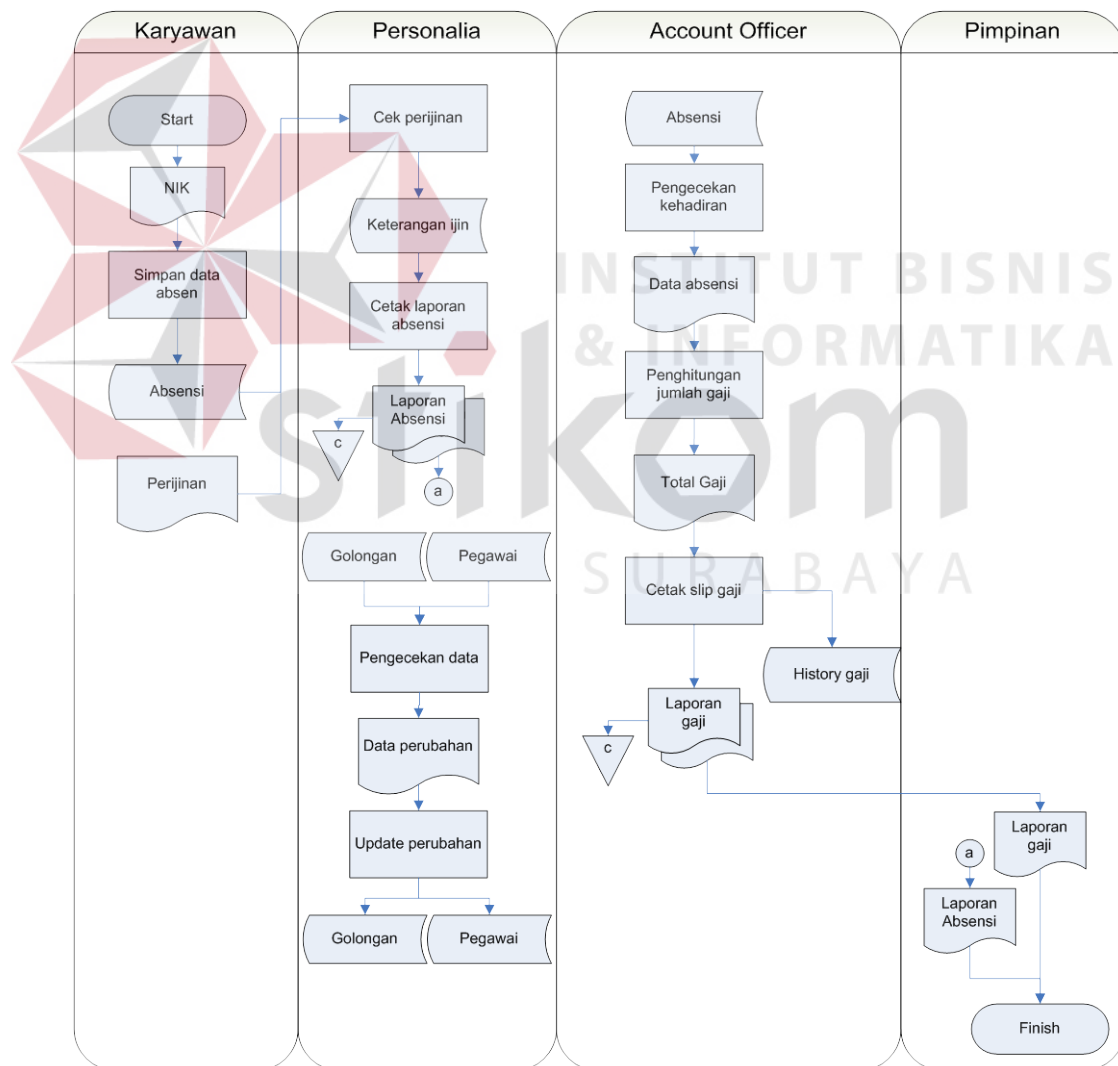 Karyawan
Personalia
Account Officer
Pimpinan
Start
NIK
Simpan data
absen
Absensi
Perijinan
Cek perijinan
Keterangan ijin
Cetak laporan
absensi
Laporan
Absensi
c
a
Golongan
Pegawai
Pengecekan data
Data perubahan
Update perubahan
Golongan
Pegawai
Absensi
Pengecekan
kehadiran
Data absensi
Penghitungan
jumlah gaji
Total Gaji
Cetak slip gaji
History gaji
Laporan
gaji
c
Laporan
gaji
a
Laporan
Absensi
Finish
INSTITUT BISNIS
& INFORMATIKA
stikom
SURABAYA